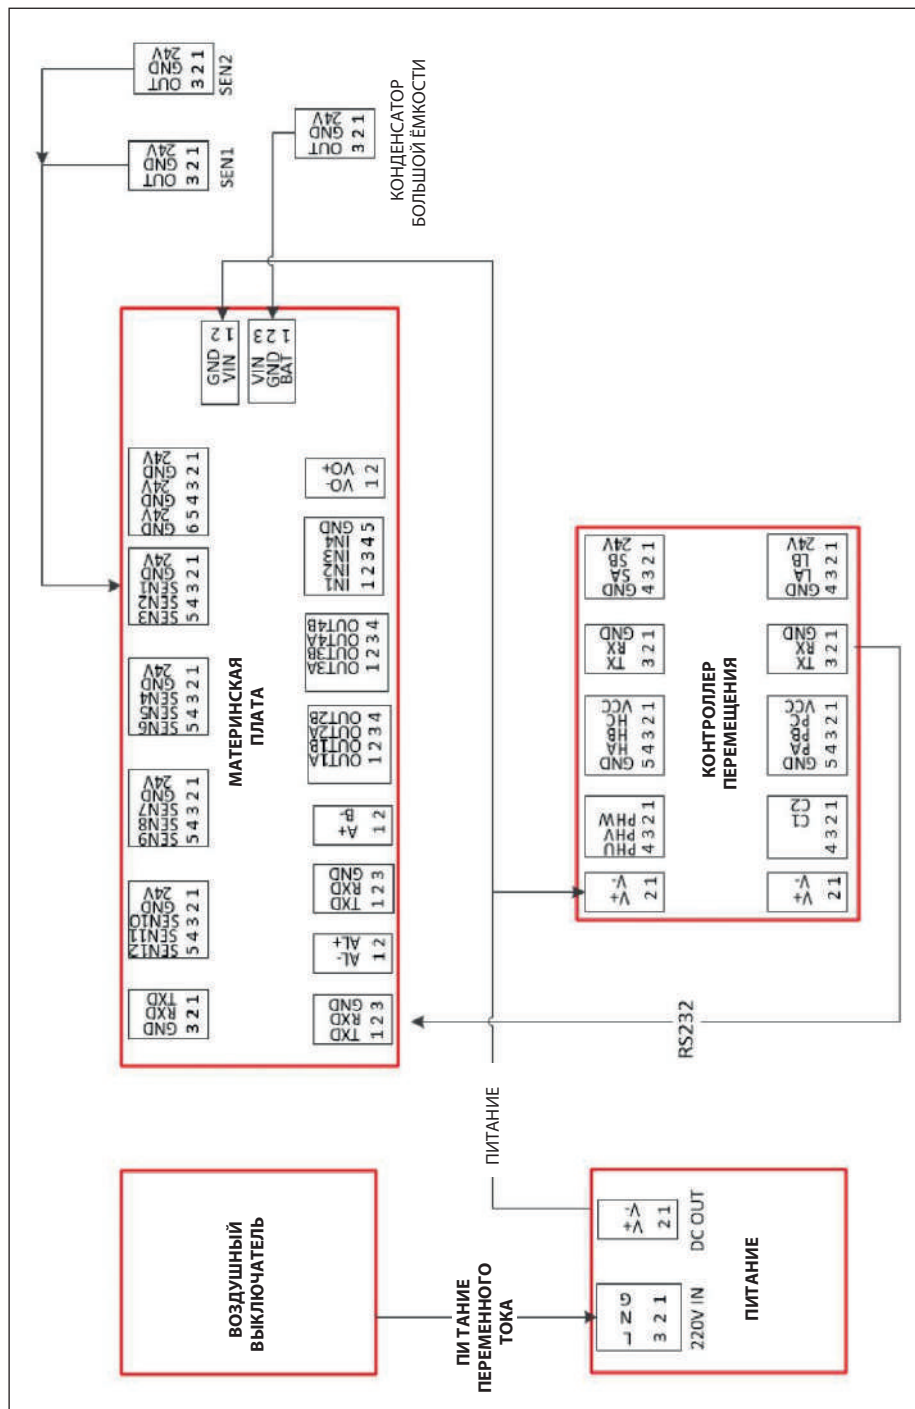 ВОЗДУШНЫЙ
ВЫКЛЮЧАТЕЛЬ
ПИТАНИЕ
ПЕРЕМЕННОГО
ТОКА
L N G
3 2 1
220V IN
V+ V-
2 1
DC OUT
ПИТАНИЕ
ПИТАНИЕ
RS232
МАТЕРИНСКАЯ
ПЛАТА
GND RXD TXD
3 2 1
SEN12 SEN11 SEN10 GND 24V
5 4 3 2 1
SEN9 SEN8 SEN7 GND 24V
5 4 3 2 1
SEN6 SEN5 SEN4 GND 24V
5 4 3 2 1
SEN3 SEN2 SEN1 GND 24V
5 4 3 2 1
GND 24V GND 24V GND 24V
6 5 4 3 2 1
GND 1
VIN 2
VIN 3
GND 2
BAT 1
TXD RXD GND
1 2 3
AL- AL+
1 2
TXD RXD GND
1 2 3
A+ B-
1 2
OUT1A OUT1B OUT2A OUT2B
1 2 3 4
OUT3A OUT3B OUT4A OUT4B
1 2 3 4
IN1 IN2 IN3 IN4 GND
1 2 3 4 5
VO- VO+
1 2
OUT GND 24V
3 2 1
SEN1
OUT GND 24V
3 2 1
SEN2
OUT GND 24V
3 2 1
КОНДЕНСАТОР
БОЛЬШОЙ ЁМКОСТИ
КОНТРОЛЛЕР
ПЕРЕМЕЩЕНИЯ
V+ V-
2 1
PHU PHV PHW
4 3 2 1
GND HA HB HC VCC
5 4 3 2 1
TX RX GND
3 2 1
GND SA SB 24V
4 3 2 1
V+ V-
2 1
C1 C2
4 3 2 1
GND PA PB PC VCC
5 4 3 2 1
TX RX GND
3 2 1
GND LA LB 24V
4 3 2 1